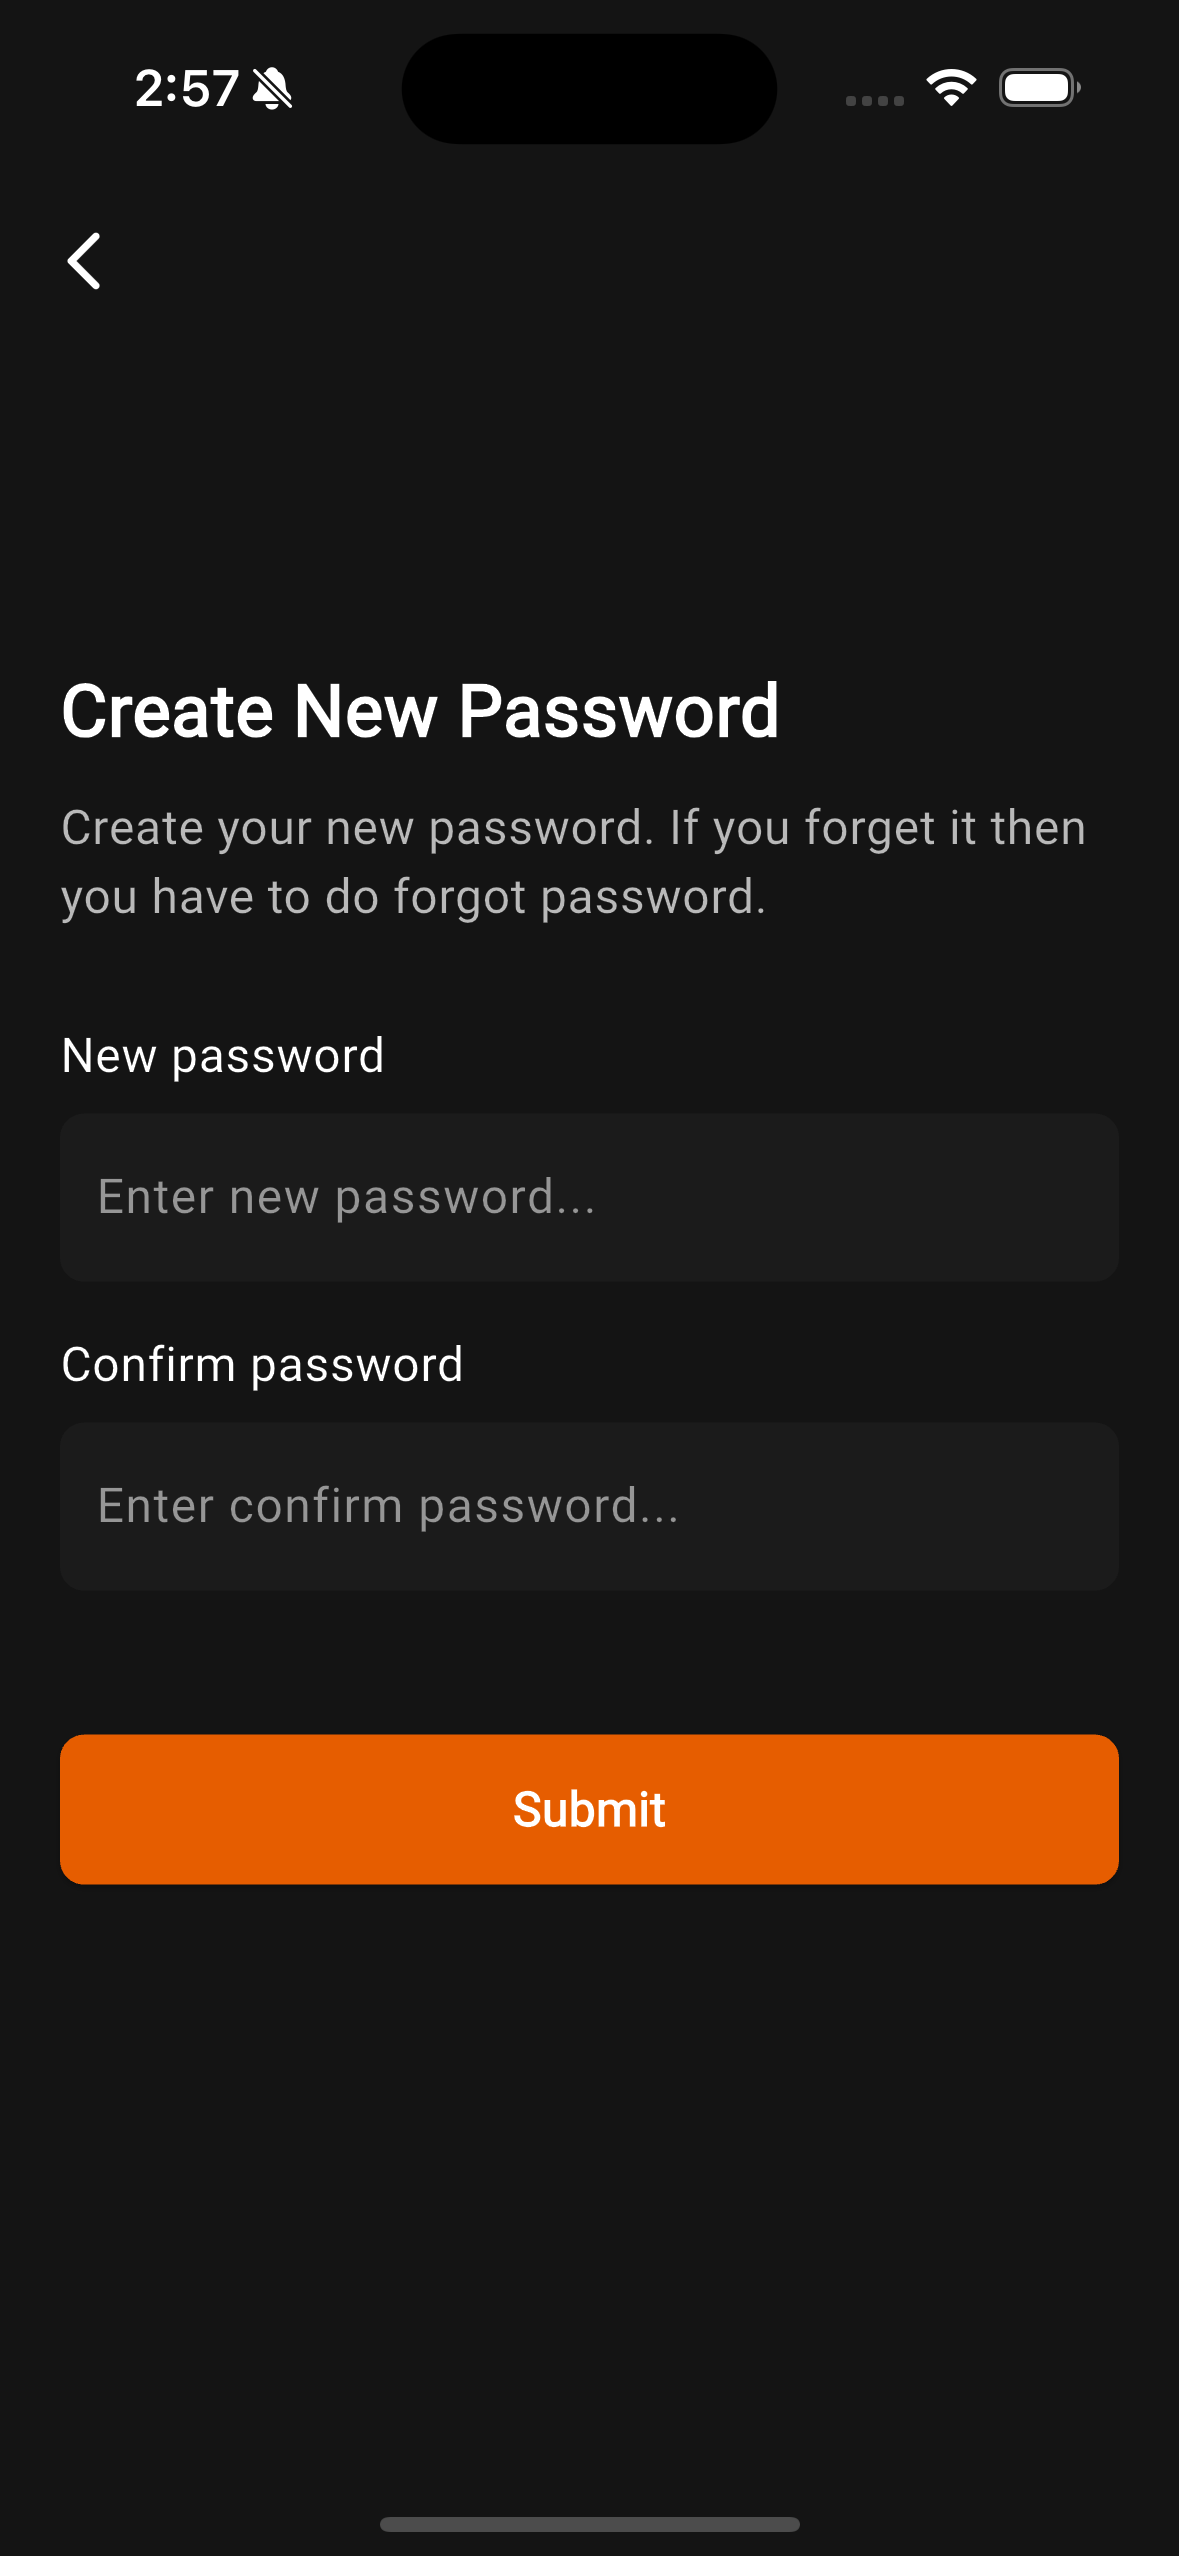 2:57
Create New Password
Create your new password. If you forget it then
you have to do forgot password.
New password
Enter new password...
Confirm password
Enter confirm password...
Submit